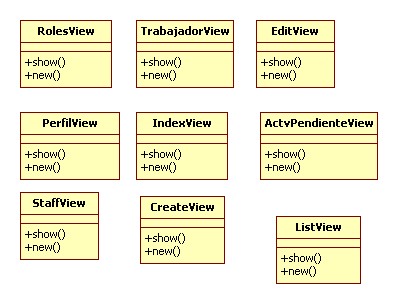 RolesView
+show()
+new()
TrabajadorView
+show()
+new()
EditView
+show()
+new()
PerfilView
+show()
+new()
IndexView
+show()
+new()
ActvPendienteView
+show()
+new()
StaffView
+show()
+new()
CreateView
+show()
+new()
ListView
+show()
+new()